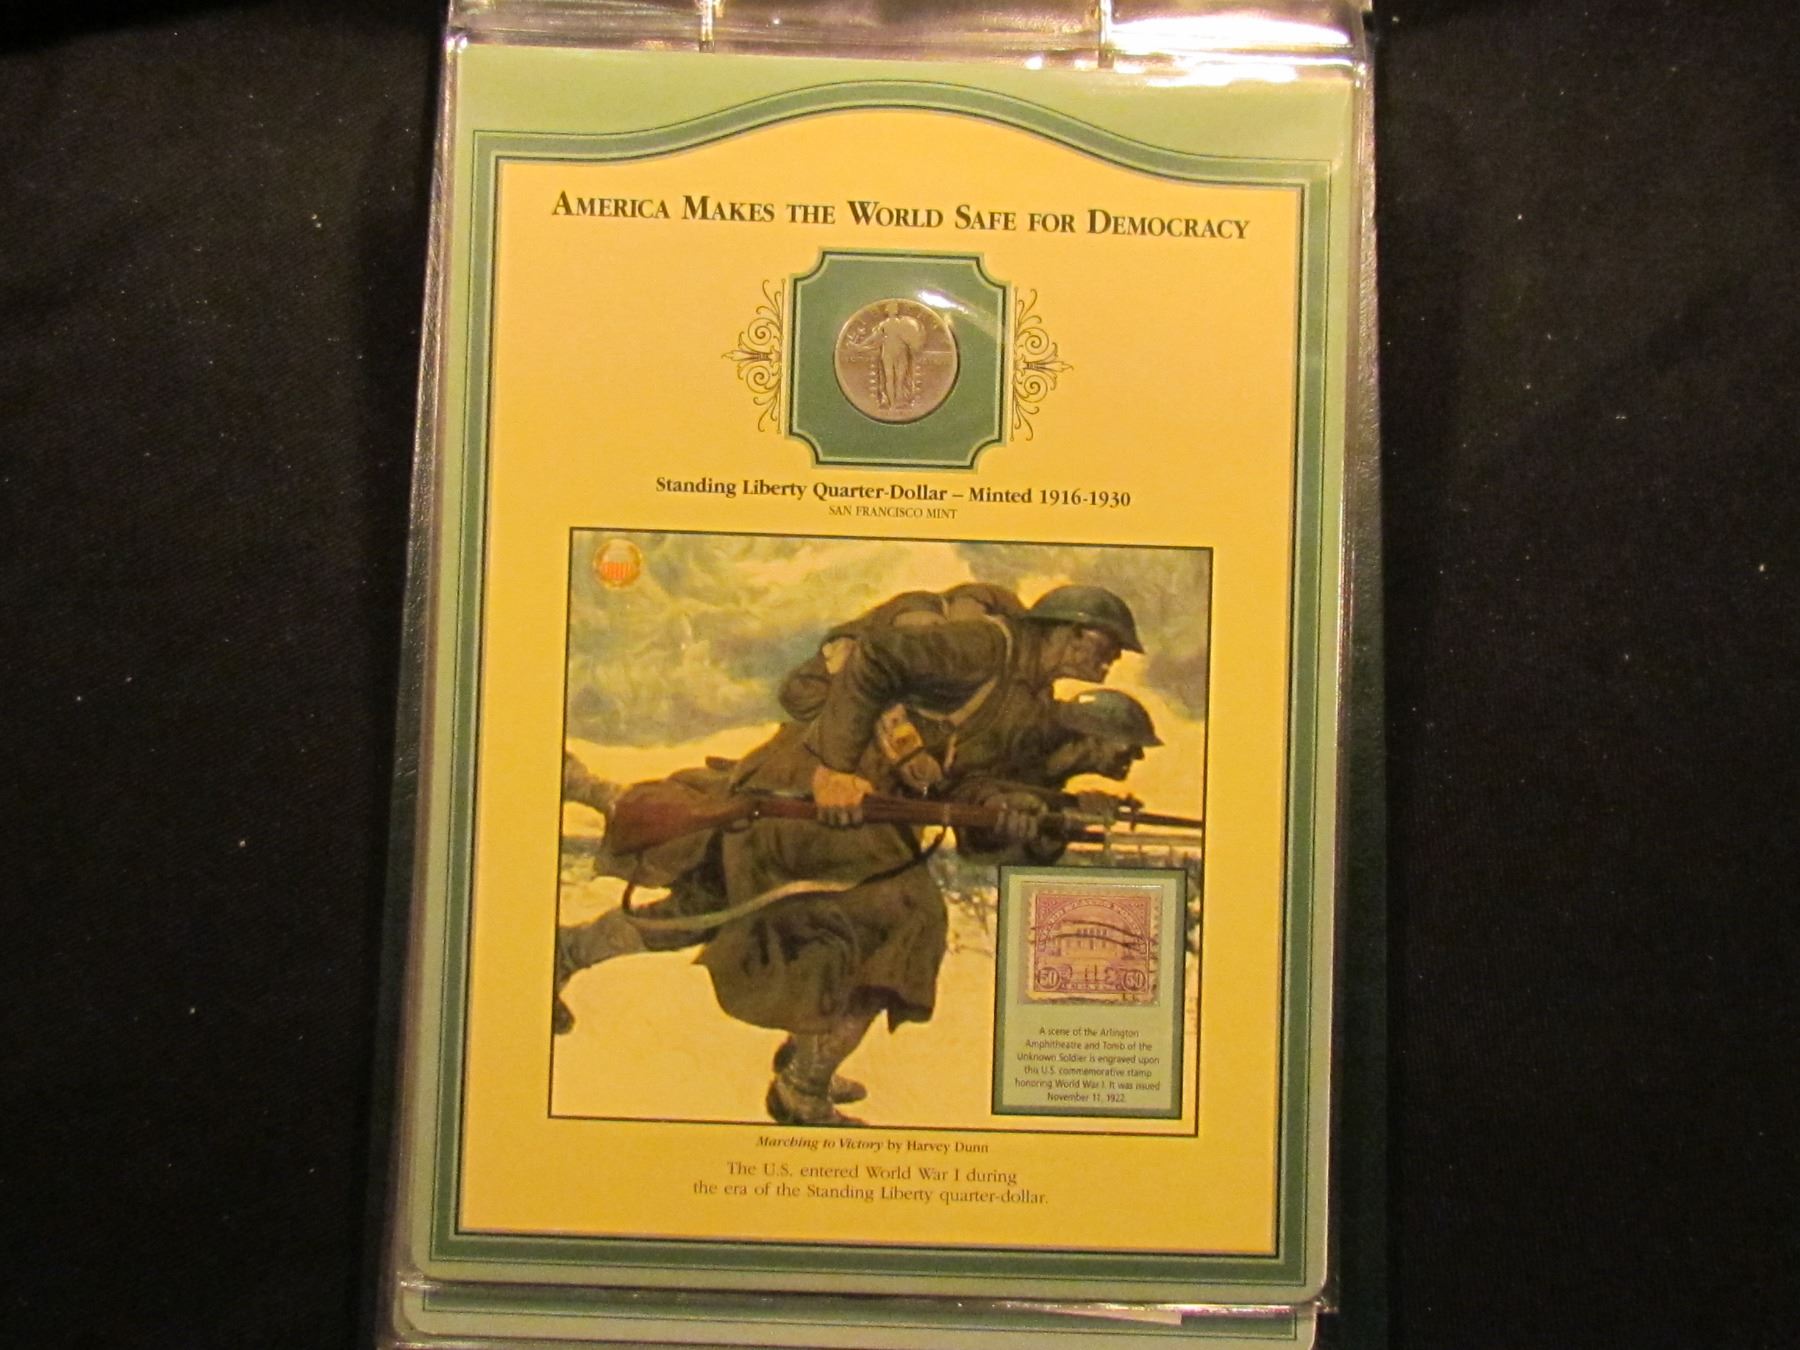 AMERICA MAKES THE WORLD SAFE FOR DEMOCRACY
Standing Liberty Quarter-Dollar – Minted 1916-1930
SAN FRANCISCO MINT
50 50
A scene of the Arlington
Amphitheatre and Tomb of the
Unknown Soldier is engraved upon
this U.S. commemorative stamp
honoring World War I. It was issued
November 11, 1922.
Marching to Victory by Harvey Dunn
The U.S. entered World War I during
the era of the Standing Liberty quarter-dollar.